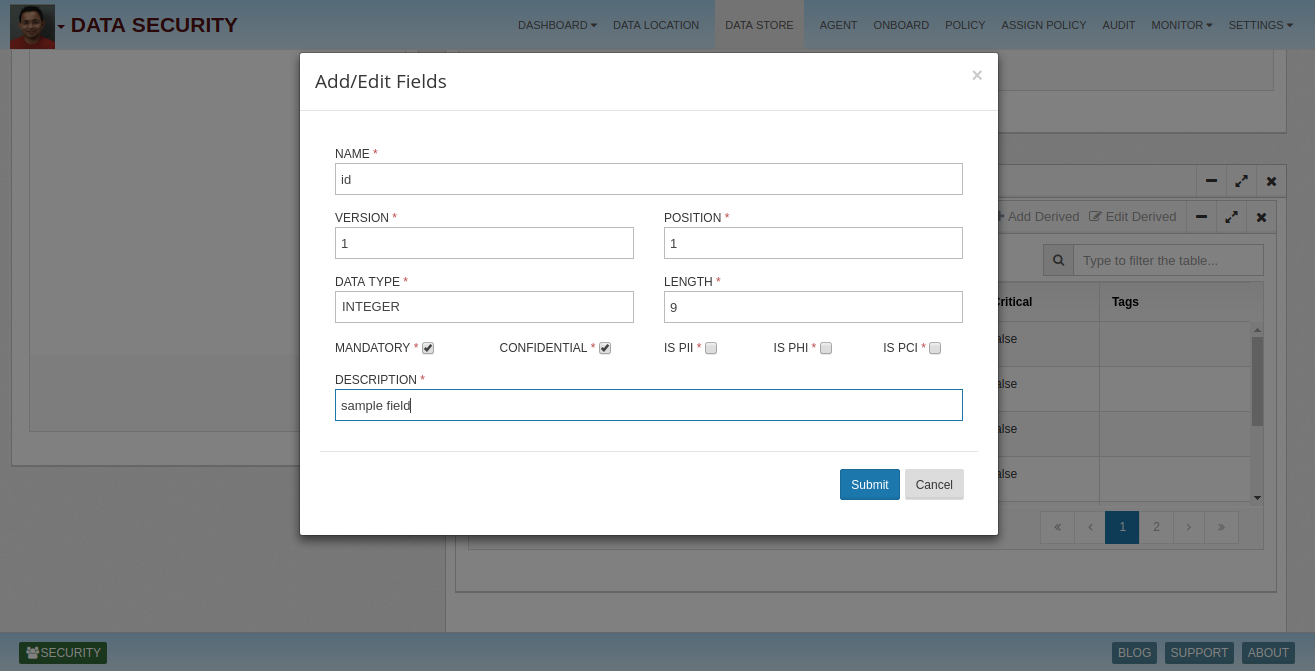 DATA SECURITY
DASHBOARD DATA LOCATION DATA STORE AGENT ONBOARD POLICY ASSIGN POLICY AUDIT MONITOR SETTINGS
Add/Edit Fields ×
NAME *
id
VERSION * POSITION *
1 1
DATA TYPE * LENGTH *
INTEGER 9
MANDATORY * CONFIDENTIAL * IS PII * IS PHI * IS PCI *
DESCRIPTION *
sample field
Submit Cancel
Add Derived Edit Derived
Type to filter the table...
Critical Tags
alse
alse
alse
alse
« ‹ 1 2 › »
SECURITY BLOG SUPPORT ABOUT